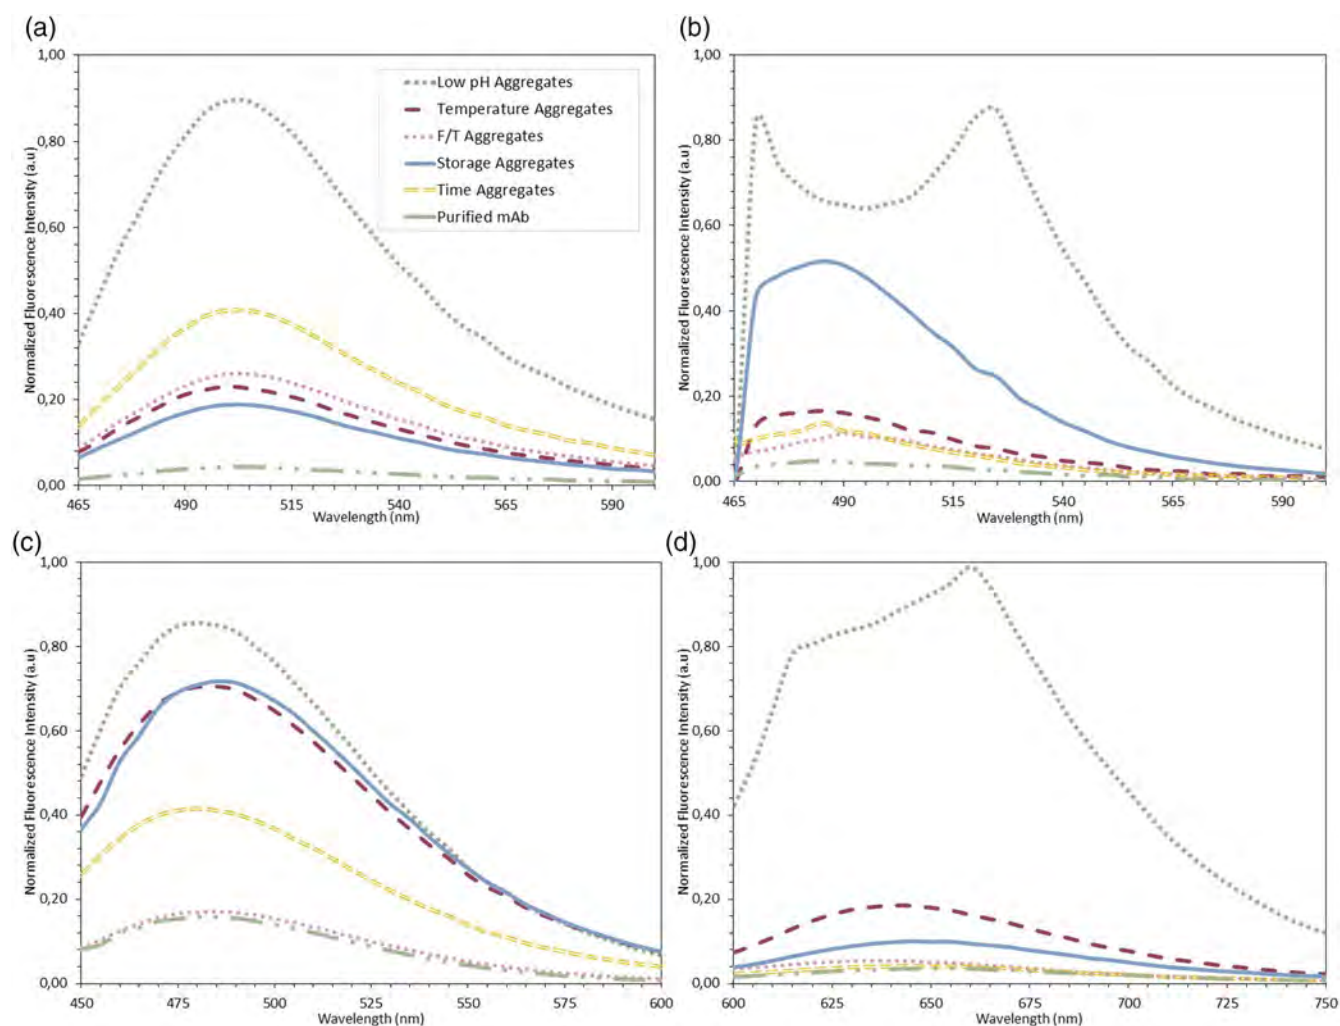 (a)
Normalized Fluorescence Intensity (a.u)
1,00
0,80
0,60
0,40
0,20
0,00
Low pH Aggregates
Temperature Aggregates
F/T Aggregates
Storage Aggregates
Time Aggregates
Purified mAb
465 490 515 540 565 590
Wavelength (nm)
(b)
Normalized Fluorescence Intensity (a.u)
1,00
0,80
0,60
0,40
0,20
0,00
465 490 515 540 565 590
Wavelength (nm)
(c)
Normalized Fluorescence Intensity (a.u)
1,00
0,80
0,60
0,40
0,20
0,00
450 475 500 525 550 575 600
Wavelength (nm)
(d)
Normalized Fluorescence Intensity (a.u)
1,00
0,80
0,60
0,40
0,20
0,00
600 625 650 675 700 725 750
Wavelength (nm)